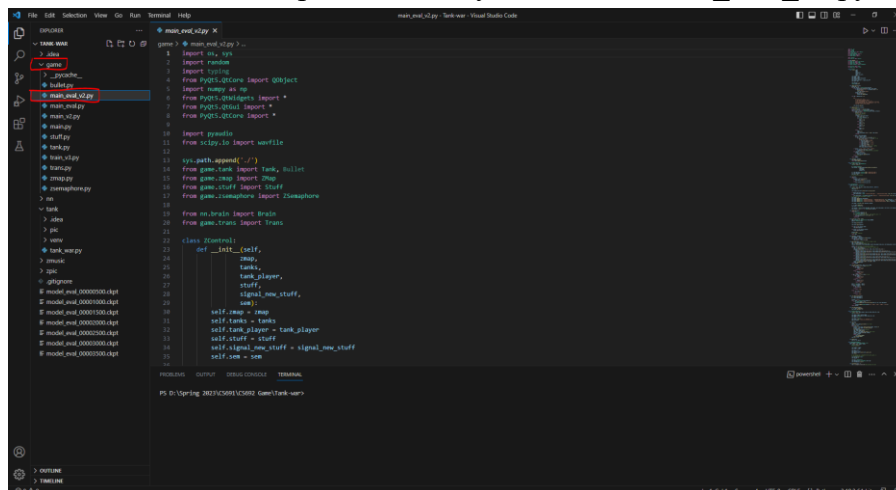 File Edit Selection View Go Run Terminal Help
main_eval_v2.py - Tank-war - Visual Studio Code
EXPLORER
TANK-WAR
.idea
game
__pycache__
bullet.py
main_eval_v2.py
main_eval.py
main_v2.py
main.py
stuff.py
tank.py
train_v2.py
trans.py
zmap.py
zsemaphore.py
nn
tank
.idea
pic
venv
tank_war.py
zmusic
zpic
.gitignore
model_eval_00000500.ckpt
model_eval_00001000.ckpt
model_eval_00001500.ckpt
model_eval_00002000.ckpt
model_eval_00002500.ckpt
model_eval_00003000.ckpt
model_eval_00003500.ckpt
OUTLINE
TIMELINE
main_eval_v2.py
game > main_eval_v2.py > ...
1 import os, sys
2 import random
3 import typing
4 from PyQt5.QtCore import QObject
5 import numpy as np
6 from PyQt5.QtWidgets import *
7 from PyQt5.QtGui import *
8 from PyQt5.QtCore import *
9
10 import pyaudio
11 from scipy.io import wavfile
12
13 sys.path.append('./')
14 from game.tank import Tank, Bullet
15 from game.zmap import ZMap
16 from game.stuff import Stuff
17 from game.zsemaphore import ZSemaphore
18
19 from nn.brain import Brain
20 from game.trans import Trans
21
22 class ZControl:
23 def __init__(self,
24 zmap,
25 tanks,
26 tank_player,
27 stuff,
28 signal_new_stuff,
29 sem):
30 self.zmap = zmap
31 self.tanks = tanks
32 self.tank_player = tank_player
33 self.stuff = stuff
34 self.signal_new_stuff = signal_new_stuff
35 self.sem = sem
PROBLEMS OUTPUT DEBUG CONSOLE TERMINAL
powershell
PS D:\Spring 2023\CS691\CS692 Game\Tank-war>